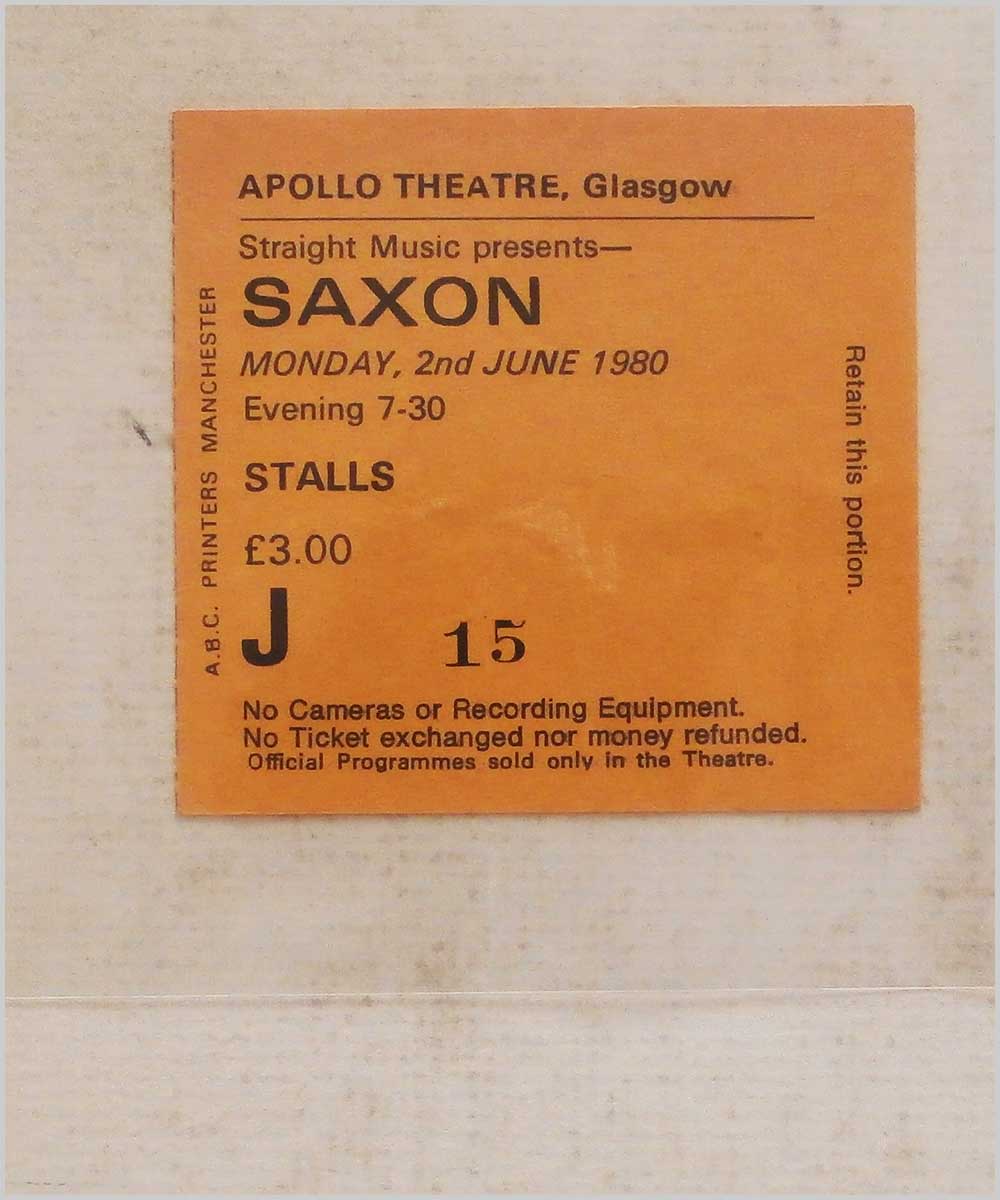 APOLLO THEATRE, Glasgow
Straight Music presents—
SAXON
MONDAY, 2nd JUNE 1980
Evening 7-30
STALLS
£3.00
J 15
No Cameras or Recording Equipment.
No Ticket exchanged nor money refunded.
Official Programmes sold only in the Theatre.
A.B.C. PRINTERS MANCHESTER
Retain this portion.